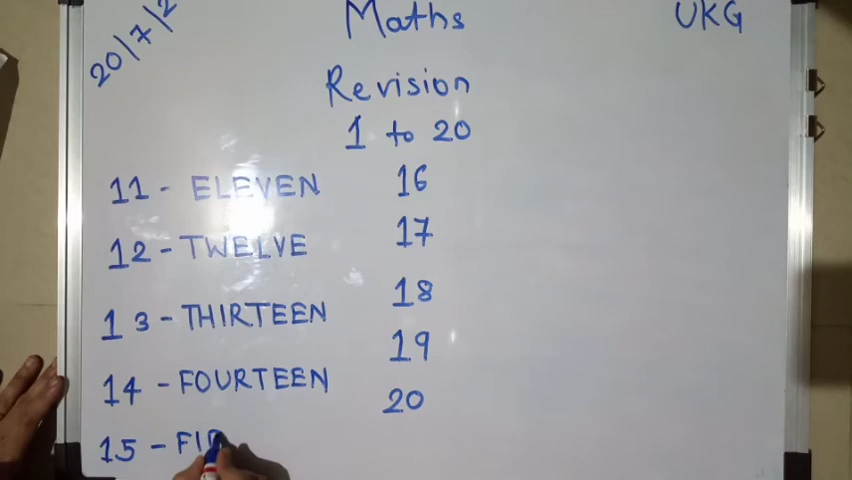 20/7/2
Maths
UKG
Revision
1 to 20
11 - ELEVEN
12 - TWELVE
13 - THIRTEEN
14 - FOURTEEN
15 - FI
16
17
18
19
20